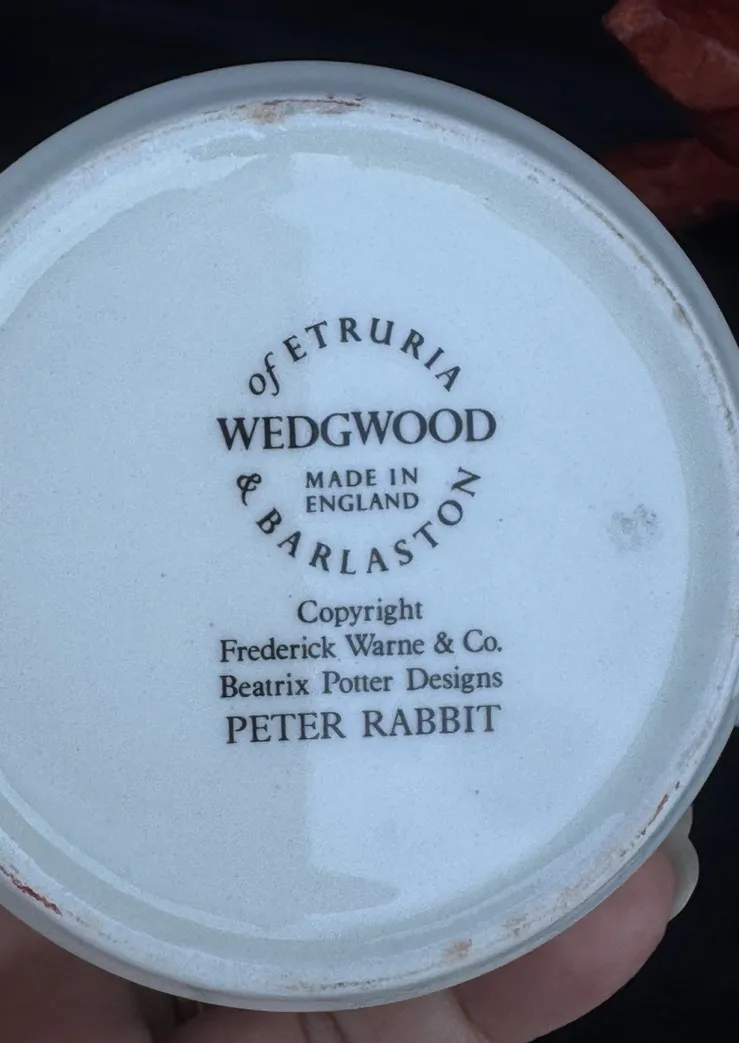 of ETRURIA
WEDGWOOD
MADE IN
ENGLAND
& BARLASTON
Copyright
Frederick Warne & Co.
Beatrix Potter Designs
PETER RABBIT